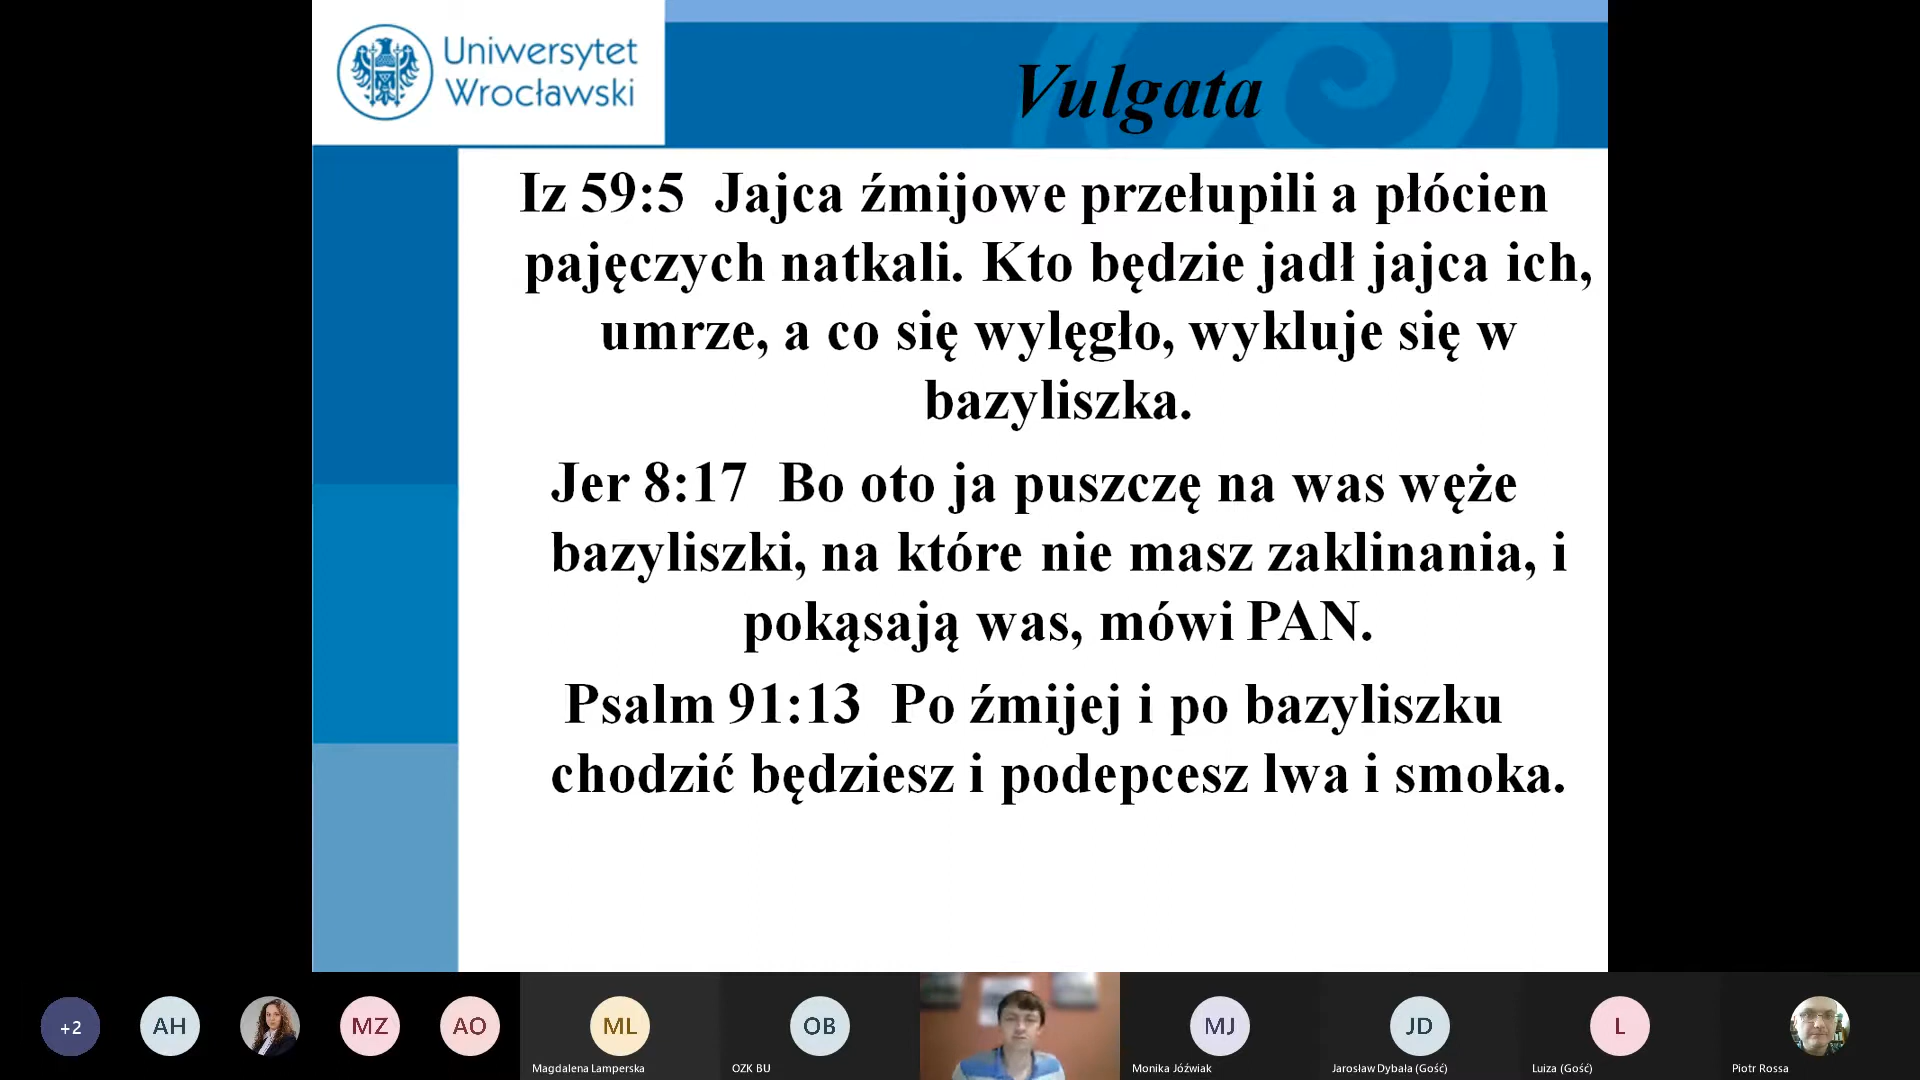 Uniwersytet
Wrocławski
Vulgata
Iz 59:5 Jajca źmijowe przełupili a płócien
pajęczych natkali. Kto będzie jadł jajca ich,
umrze, a co się wylęgło, wykluje się w
bazyliszka.
Jer 8:17 Bo oto ja puszczę na was węże
bazyliszki, na które nie masz zaklinania, i
pokąsają was, mówi PAN.
Psalm 91:13 Po źmijej i po bazyliszku
chodzić będziesz i podepcesz lwa i smoka.
+2
AH
MZ
AO
ML
OB
MJ
JD
L
Magdalena Lamperska
OZK BU
Monika Jóźwiak
Jarosław Dybała (Gość)
Luiza (Gość)
Piotr Rossa